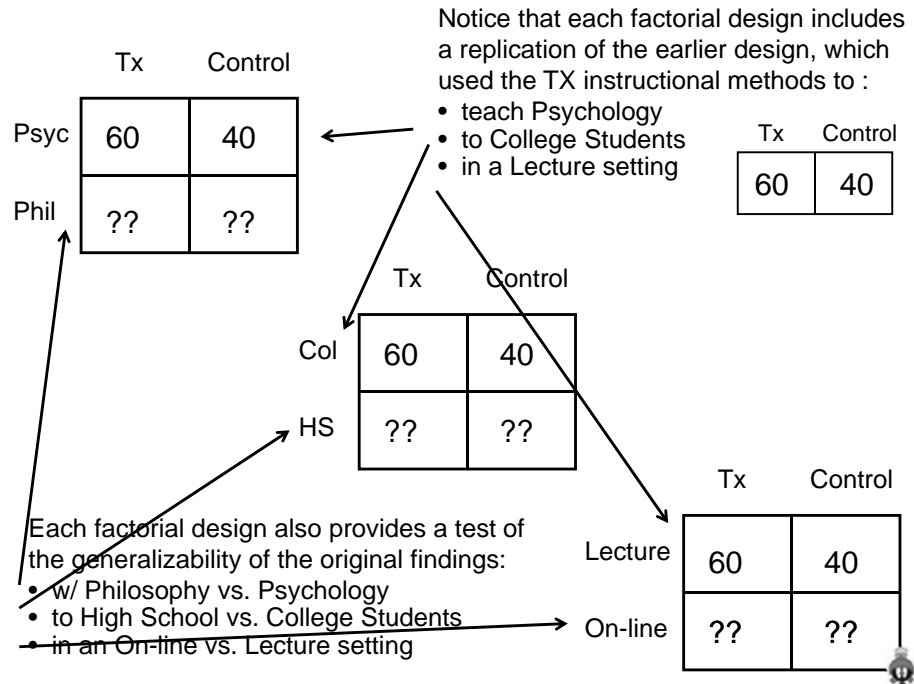 Notice that each factorial design includes
a replication of the earlier design, which
used the TX instructional methods to :
• teach Psychology
• to College Students
• in a Lecture setting
Tx Control
60 40
Tx Control
Psyc 60 40
Phil ?? ??
Tx Control
Col 60 40
HS ?? ??
Tx Control
Lecture 60 40
On-line ?? ??
Each factorial design also provides a test of
the generalizability of the original findings:
• w/ Philosophy vs. Psychology
• to High School vs. College Students
• in an On-line vs. Lecture setting